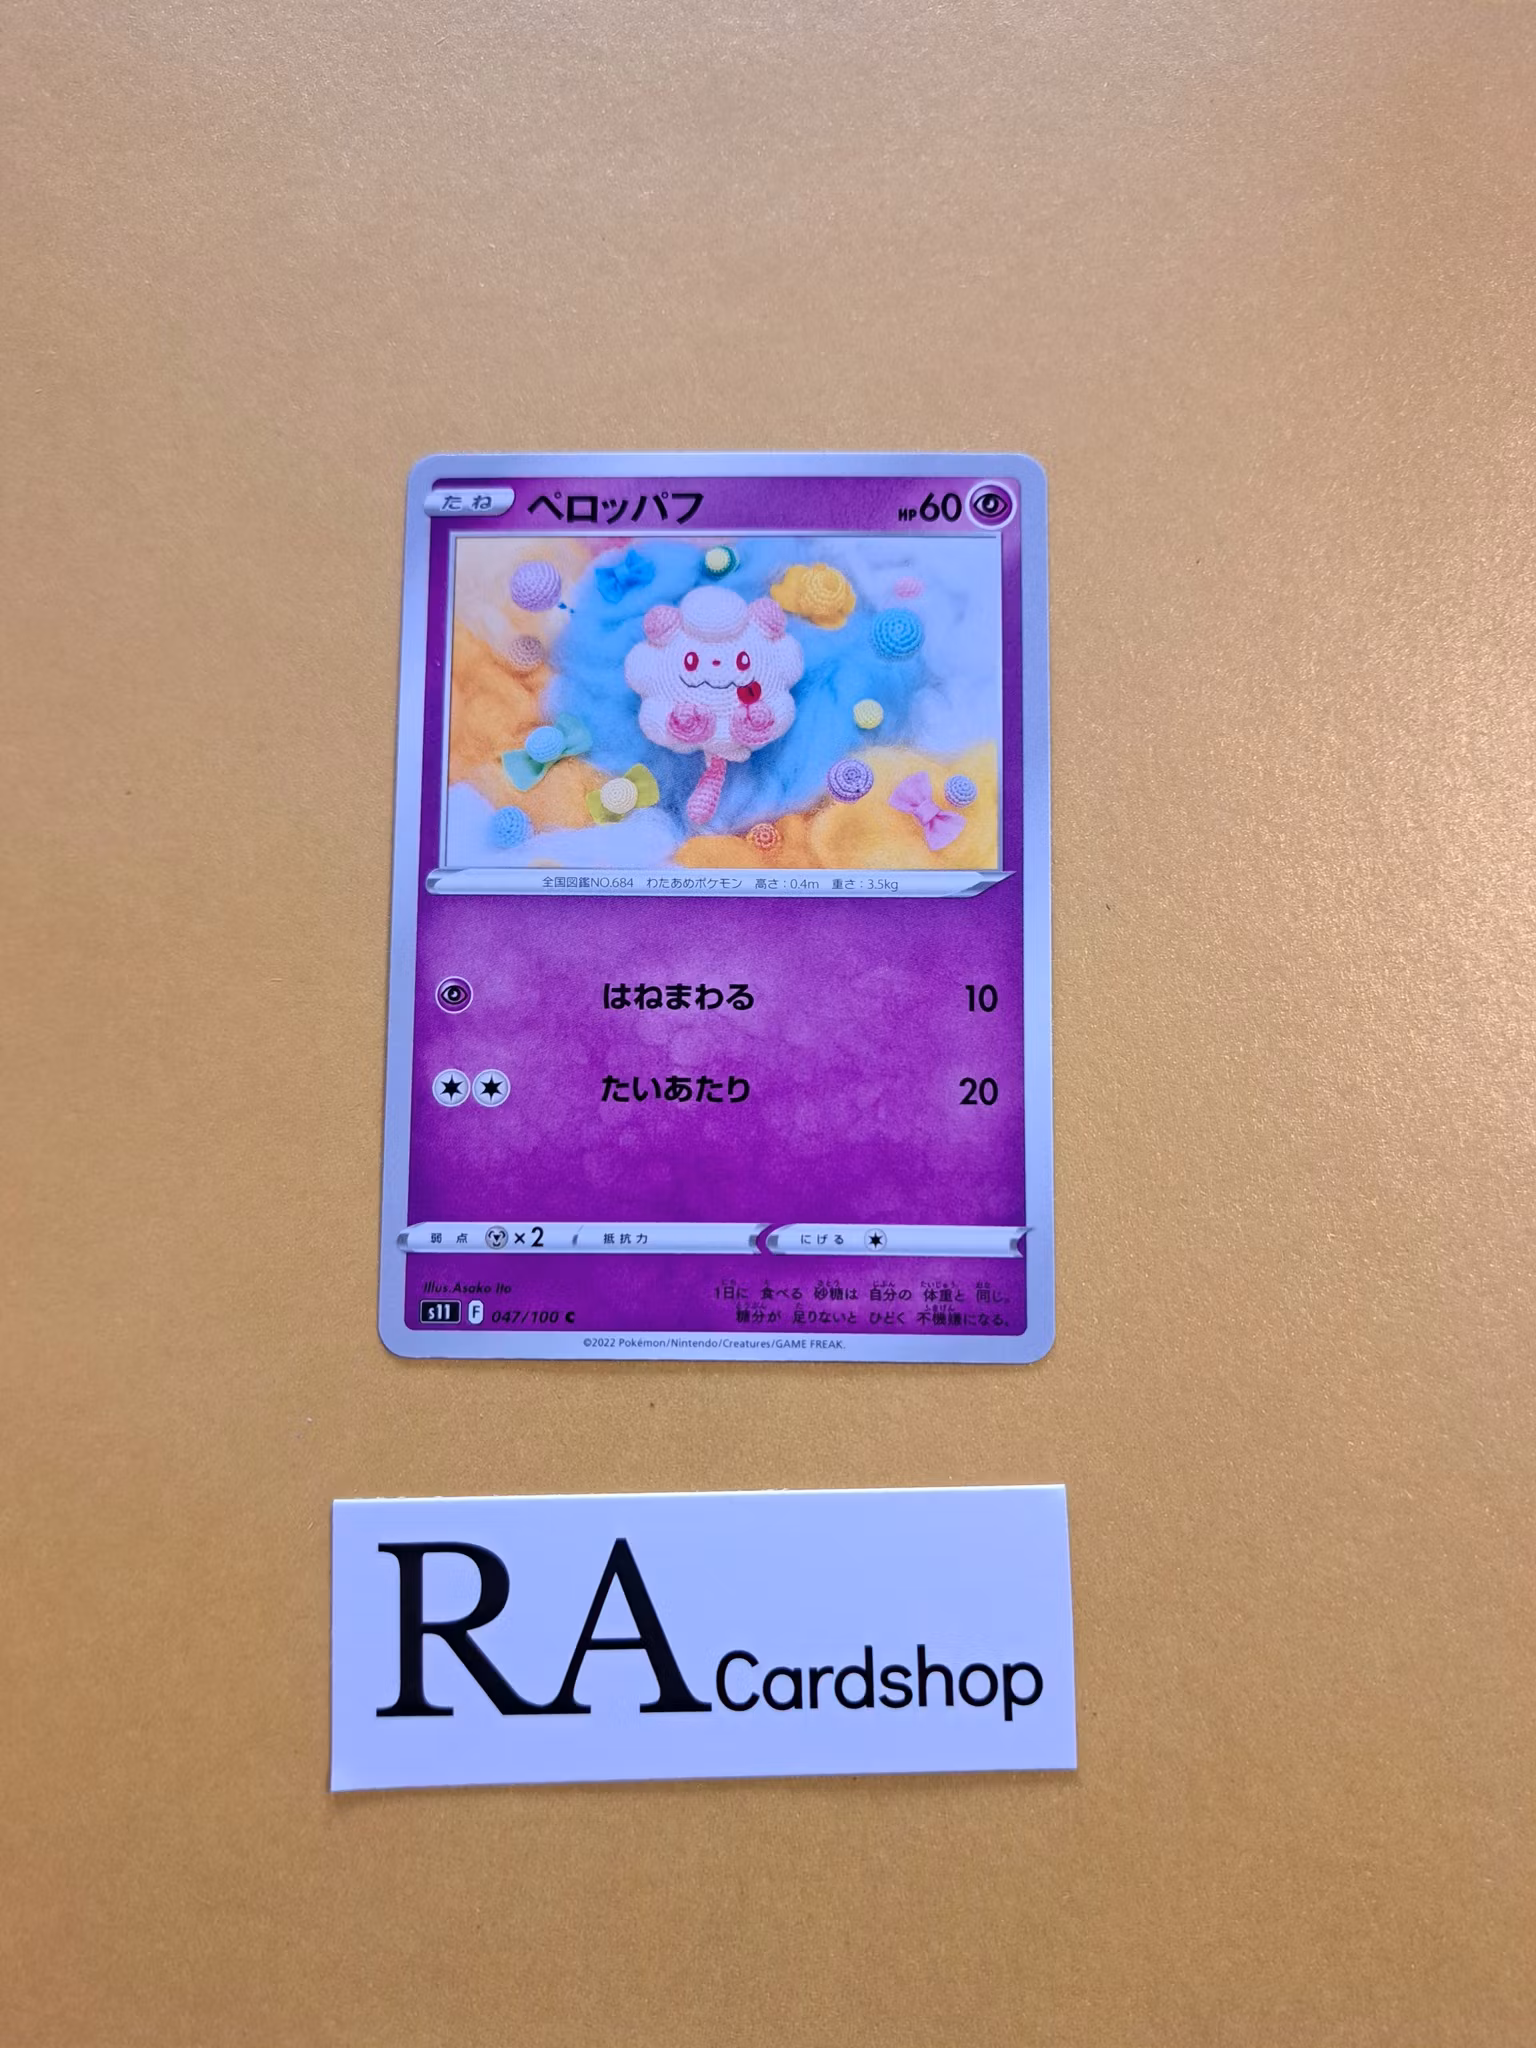 たね ペロッパフ HP60
全国図鑑NO.684 わたあめポケモン 高さ:0.4m 重さ:3.5kg
はねまわる 10
たいあたり 20
弱点 ×2 抵抗力 にげる
Illus. Asako Ito
s11 F 047/100 C
1日に 食べる 砂糖は 自分の 体重と 同じ。
糖分が 足りないと ひどく 不機嫌になる。
©2022 Pokémon/Nintendo/Creatures/GAME FREAK.
RA Cardshop